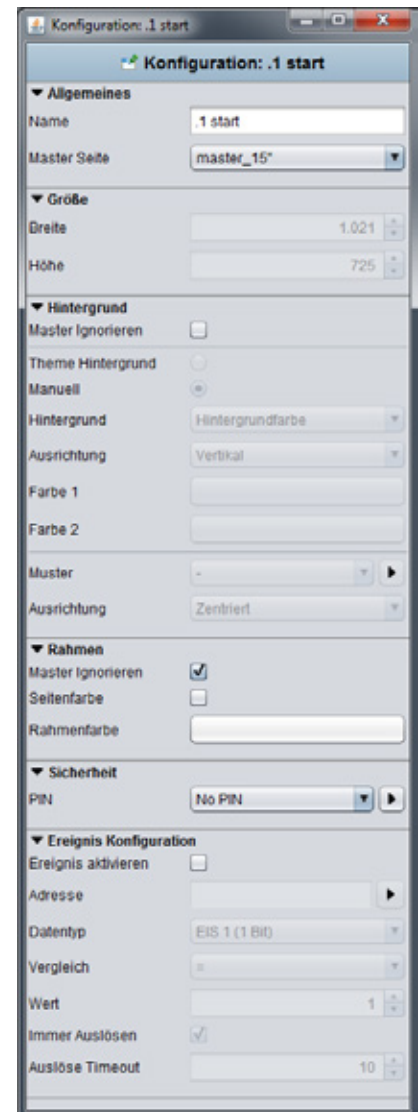 Konfiguration: .1 start
Konfiguration: .1 start
Allgemeines
Name .1 start
Master Seite master_15"
Größe
Breite 1.021
Höhe 725
Hintergrund
Master Ignorieren
Theme Hintergrund
Manuell
Hintergrund Hintergrundfarbe
Ausrichtung Vertikal
Farbe 1
Farbe 2
Muster -
Ausrichtung Zentriert
Rahmen
Master Ignorieren
Seitenfarbe
Rahmenfarbe
Sicherheit
PIN No PIN
Ereignis Konfiguration
Ereignis aktivieren
Adresse
Datentyp EIS 1 (1 Bit)
Vergleich =
Wert 1
Immer Auslösen
Auslöse Timeout 10